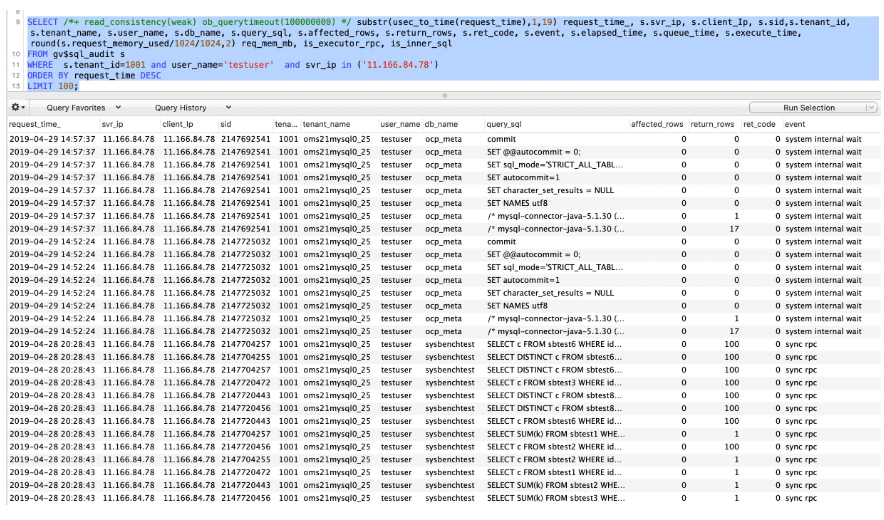 8
9 SELECT /*+ read_consistency(weak) ob_querytimeout(100000000) */ substr(usec_to_time(request_time),1,19) request_time_, s.svr_ip, s.client_Ip, s.sid,s.tenant_id,
s.tenant_name, s.user_name, s.db_name, s.query_sql, s.affected_rows, s.return_rows, s.ret_code, s.event, s.elapsed_time, s.queue_time, s.execute_time,
round(s.request_memory_used/1024/1024,2) req_mem_mb, is_executor_rpc, is_inner_sql
10 FROM gv$sql_audit s
11 WHERE s.tenant_id=1001 and user_name='testuser' and svr_ip in ('11.166.84.78')
12 ORDER BY request_time DESC
13 LIMIT 100;
Query Favorites Query History Run Selection
request_time_ svr_ip client_Ip sid tena... tenant_name user_name db_name query_sql affected_rows return_rows ret_code event
2019-04-29 14:57:37 11.166.84.78 11.166.84.78 2147692541 1001 oms21mysql0_25 testuser ocp_meta commit 0 0 0 system internal wait
2019-04-29 14:57:37 11.166.84.78 11.166.84.78 2147692541 1001 oms21mysql0_25 testuser ocp_meta SET @@autocommit = 0; 0 0 0 system internal wait
2019-04-29 14:57:37 11.166.84.78 11.166.84.78 2147692541 1001 oms21mysql0_25 testuser ocp_meta SET sql_mode='STRICT_ALL_TABL... 0 0 0 system internal wait
2019-04-29 14:57:37 11.166.84.78 11.166.84.78 2147692541 1001 oms21mysql0_25 testuser ocp_meta SET autocommit=1 0 0 0 system internal wait
2019-04-29 14:57:37 11.166.84.78 11.166.84.78 2147692541 1001 oms21mysql0_25 testuser ocp_meta SET character_set_results = NULL 0 0 0 system internal wait
2019-04-29 14:57:37 11.166.84.78 11.166.84.78 2147692541 1001 oms21mysql0_25 testuser ocp_meta SET NAMES utf8 0 0 0 system internal wait
2019-04-29 14:57:37 11.166.84.78 11.166.84.78 2147692541 1001 oms21mysql0_25 testuser ocp_meta /* mysql-connector-java-5.1.30 (... 0 1 0 system internal wait
2019-04-29 14:57:37 11.166.84.78 11.166.84.78 2147692541 1001 oms21mysql0_25 testuser ocp_meta /* mysql-connector-java-5.1.30 (... 0 17 0 system internal wait
2019-04-29 14:52:24 11.166.84.78 11.166.84.78 2147725032 1001 oms21mysql0_25 testuser ocp_meta commit 0 0 0 system internal wait
2019-04-29 14:52:24 11.166.84.78 11.166.84.78 2147725032 1001 oms21mysql0_25 testuser ocp_meta SET @@autocommit = 0; 0 0 0 system internal wait
2019-04-29 14:52:24 11.166.84.78 11.166.84.78 2147725032 1001 oms21mysql0_25 testuser ocp_meta SET sql_mode='STRICT_ALL_TABL... 0 0 0 system internal wait
2019-04-29 14:52:24 11.166.84.78 11.166.84.78 2147725032 1001 oms21mysql0_25 testuser ocp_meta SET autocommit=1 0 0 0 system internal wait
2019-04-29 14:52:24 11.166.84.78 11.166.84.78 2147725032 1001 oms21mysql0_25 testuser ocp_meta SET character_set_results = NULL 0 0 0 system internal wait
2019-04-29 14:52:24 11.166.84.78 11.166.84.78 2147725032 1001 oms21mysql0_25 testuser ocp_meta SET NAMES utf8 0 0 0 system internal wait
2019-04-29 14:52:24 11.166.84.78 11.166.84.78 2147725032 1001 oms21mysql0_25 testuser ocp_meta /* mysql-connector-java-5.1.30 (... 0 1 0 system internal wait
2019-04-29 14:52:24 11.166.84.78 11.166.84.78 2147725032 1001 oms21mysql0_25 testuser ocp_meta /* mysql-connector-java-5.1.30 (... 0 17 0 system internal wait
2019-04-28 20:28:43 11.166.84.78 11.166.84.78 2147704257 1001 oms21mysql0_25 testuser sysbenchtest SELECT c FROM sbtest6 WHERE id... 0 100 0 sync rpc
2019-04-28 20:28:43 11.166.84.78 11.166.84.78 2147704255 1001 oms21mysql0_25 testuser sysbenchtest SELECT DISTINCT c FROM sbtest6... 0 100 0 sync rpc
2019-04-28 20:28:43 11.166.84.78 11.166.84.78 2147704257 1001 oms21mysql0_25 testuser sysbenchtest SELECT DISTINCT c FROM sbtest6... 0 100 0 sync rpc
2019-04-28 20:28:43 11.166.84.78 11.166.84.78 2147720472 1001 oms21mysql0_25 testuser sysbenchtest SELECT c FROM sbtest3 WHERE id... 0 100 0 sync rpc
2019-04-28 20:28:43 11.166.84.78 11.166.84.78 2147720443 1001 oms21mysql0_25 testuser sysbenchtest SELECT DISTINCT c FROM sbtest8... 0 100 0 sync rpc
2019-04-28 20:28:43 11.166.84.78 11.166.84.78 2147720456 1001 oms21mysql0_25 testuser sysbenchtest SELECT DISTINCT c FROM sbtest8... 0 100 0 sync rpc
2019-04-28 20:28:43 11.166.84.78 11.166.84.78 2147720443 1001 oms21mysql0_25 testuser sysbenchtest SELECT c FROM sbtest6 WHERE id... 0 100 0 sync rpc
2019-04-28 20:28:43 11.166.84.78 11.166.84.78 2147704257 1001 oms21mysql0_25 testuser sysbenchtest SELECT SUM(k) FROM sbtest1 WHE... 0 1 0 sync rpc
2019-04-28 20:28:43 11.166.84.78 11.166.84.78 2147720456 1001 oms21mysql0_25 testuser sysbenchtest SELECT c FROM sbtest2 WHERE id... 0 100 0 sync rpc
2019-04-28 20:28:43 11.166.84.78 11.166.84.78 2147704255 1001 oms21mysql0_25 testuser sysbenchtest SELECT c FROM sbtest2 WHERE id... 0 1 0 sync rpc
2019-04-28 20:28:43 11.166.84.78 11.166.84.78 2147720472 1001 oms21mysql0_25 testuser sysbenchtest SELECT c FROM sbtest1 WHERE id... 0 1 0 sync rpc
2019-04-28 20:28:43 11.166.84.78 11.166.84.78 2147720443 1001 oms21mysql0_25 testuser sysbenchtest SELECT SUM(k) FROM sbtest2 WHE... 0 1 0 sync rpc
2019-04-28 20:28:43 11.166.84.78 11.166.84.78 2147720456 1001 oms21mysql0_25 testuser sysbenchtest SELECT SUM(k) FROM sbtest3 WHE... 0 1 0 sync rpc